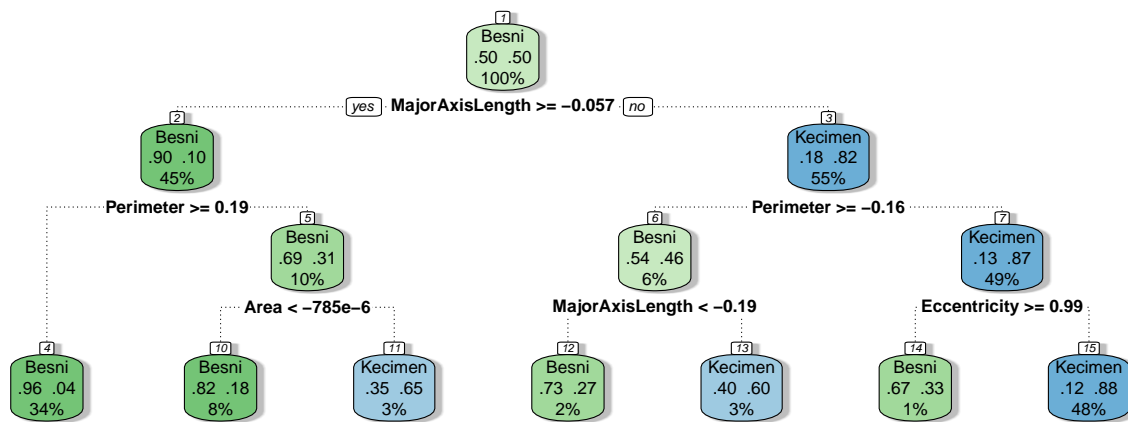 1
Besni
.50 .50
100%
yes MajorAxisLength >= −0.057 no
2
Besni
.90 .10
45%
3
Kecimen
.18 .82
55%
Perimeter >= 0.19
Perimeter >= −0.16
5
Besni
.69 .31
10%
6
Besni
.54 .46
6%
7
Kecimen
.13 .87
49%
Area < −785e−6
MajorAxisLength < −0.19
Eccentricity >= 0.99
4
Besni
.96 .04
34%
10
Besni
.82 .18
8%
11
Kecimen
.35 .65
3%
12
Besni
.73 .27
2%
13
Kecimen
.40 .60
3%
14
Besni
.67 .33
1%
15
Kecimen
.12 .88
48%